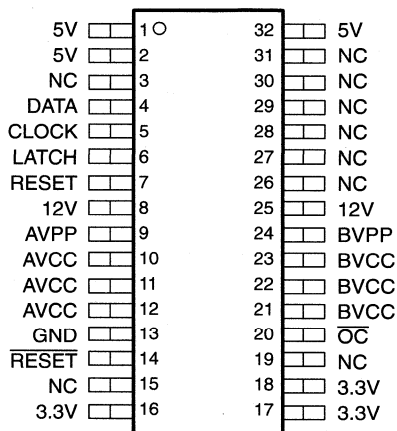 5V 1 32 5V
5V 2 31 NC
NC 3 30 NC
DATA 4 29 NC
CLOCK 5 28 NC
LATCH 6 27 NC
RESET 7 26 NC
12V 8 25 12V
AVPP 9 24 BVPP
AVCC 10 23 BVCC
AVCC 11 22 BVCC
AVCC 12 21 BVCC
GND 13 20 O̅C̅
R̅E̅S̅E̅T̅ 14 19 NC
NC 15 18 3.3V
3.3V 16 17 3.3V